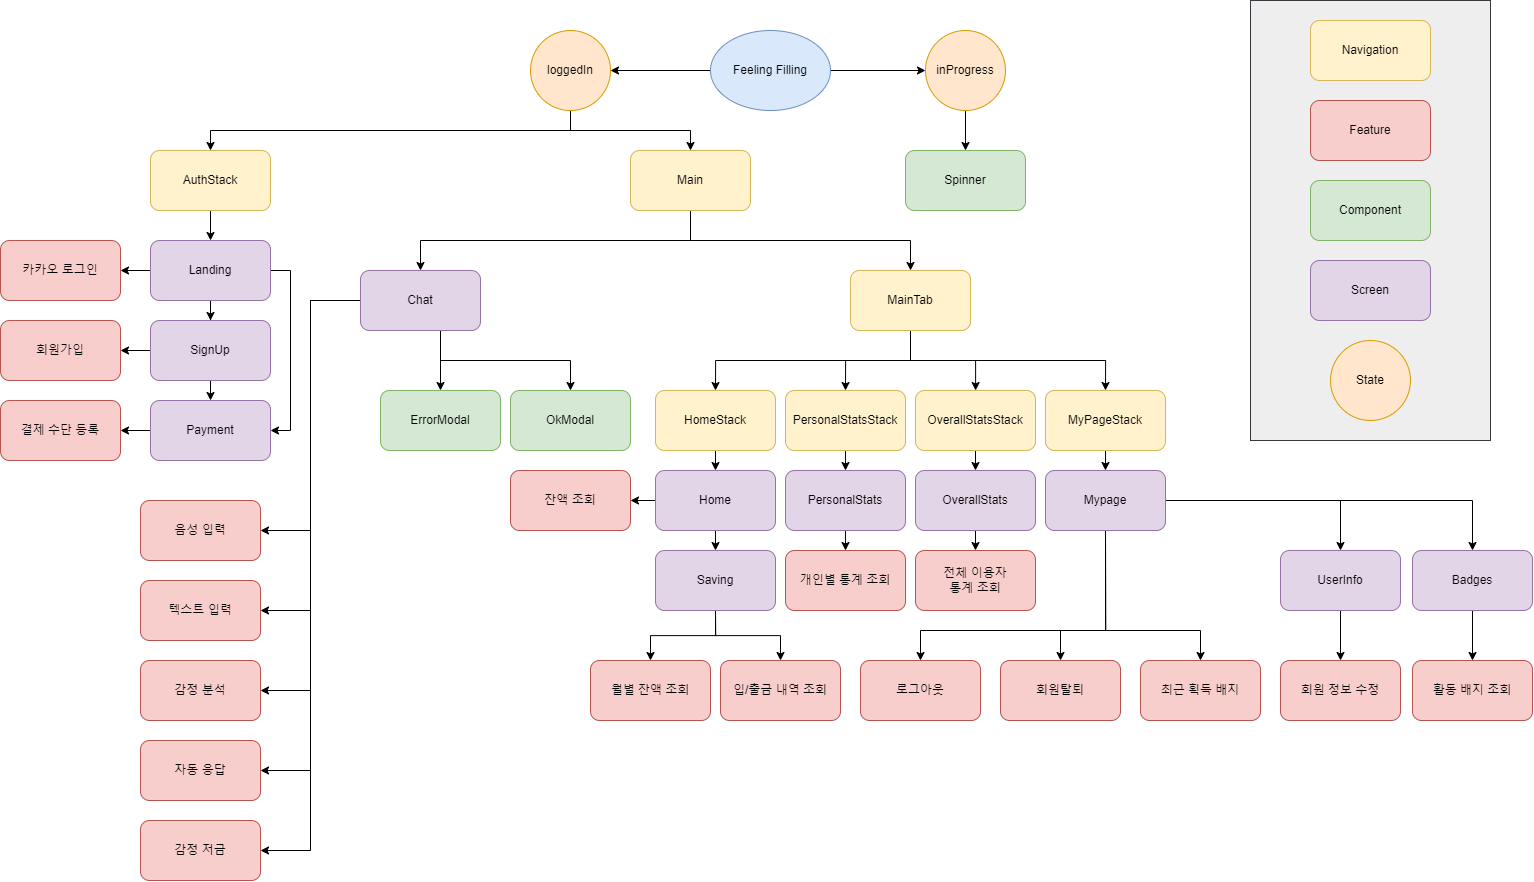 loggedIn
Feeling Filling
inProgress
Navigation
Feature
Component
Screen
State
AuthStack
Main
Spinner
카카오 로그인
Landing
회원가입
SignUp
결제 수단 등록
Payment
Chat
MainTab
ErrorModal
OkModal
HomeStack
PersonalStatsStack
OverallStatsStack
MyPageStack
잔액 조회
Home
PersonalStats
OverallStats
Mypage
음성 입력
텍스트 입력
감정 분석
자동 응답
감정 저금
Saving
개인별 통계 조회
전체 이용자
통계 조회
UserInfo
Badges
월별 잔액 조회
입/출금 내역 조회
로그아웃
회원탈퇴
최근 획득 배지
회원 정보 수정
활동 배지 조회